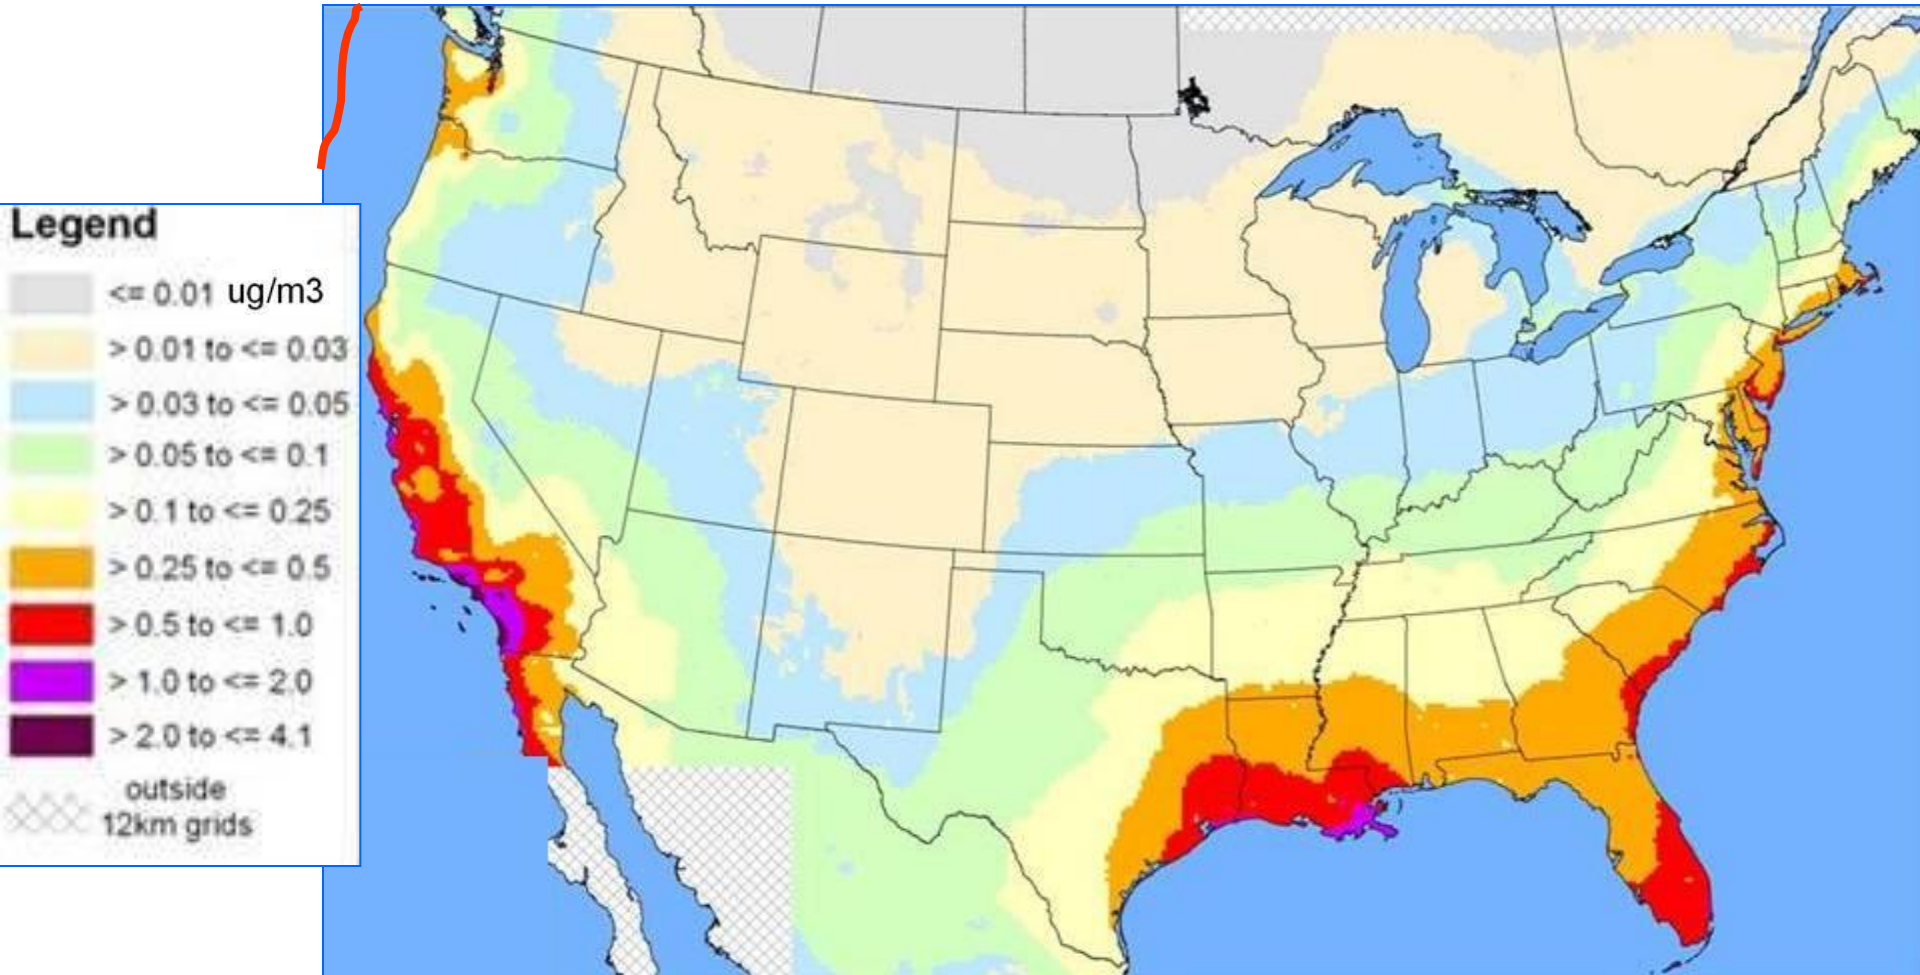 Legend
<= 0.01 ug/m3
> 0.01 to <= 0.03
> 0.03 to <= 0.05
> 0.05 to <= 0.1
> 0.1 to <= 0.25
> 0.25 to <= 0.5
> 0.5 to <= 1.0
> 1.0 to <= 2.0
> 2.0 to <= 4.1
outside
12km grids